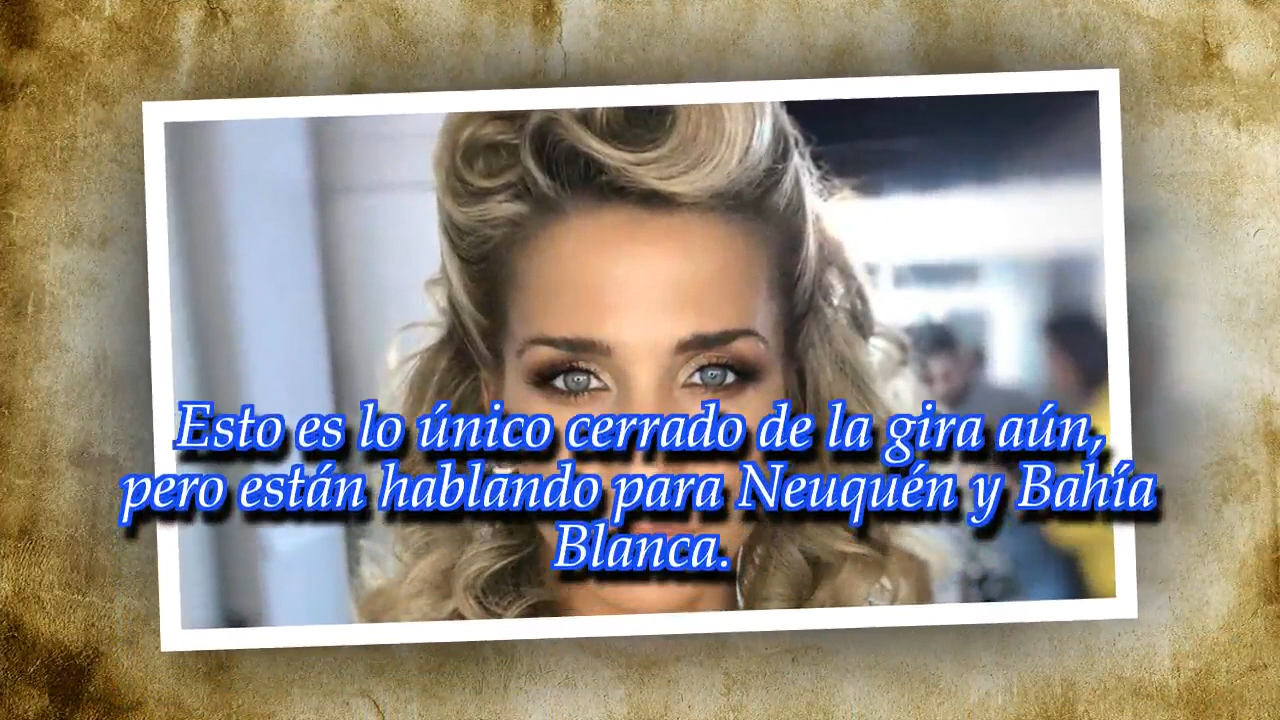 Esto es lo único cerrado de la gira aún,
pero están hablando para Neuquén y Bahía
Blanca.